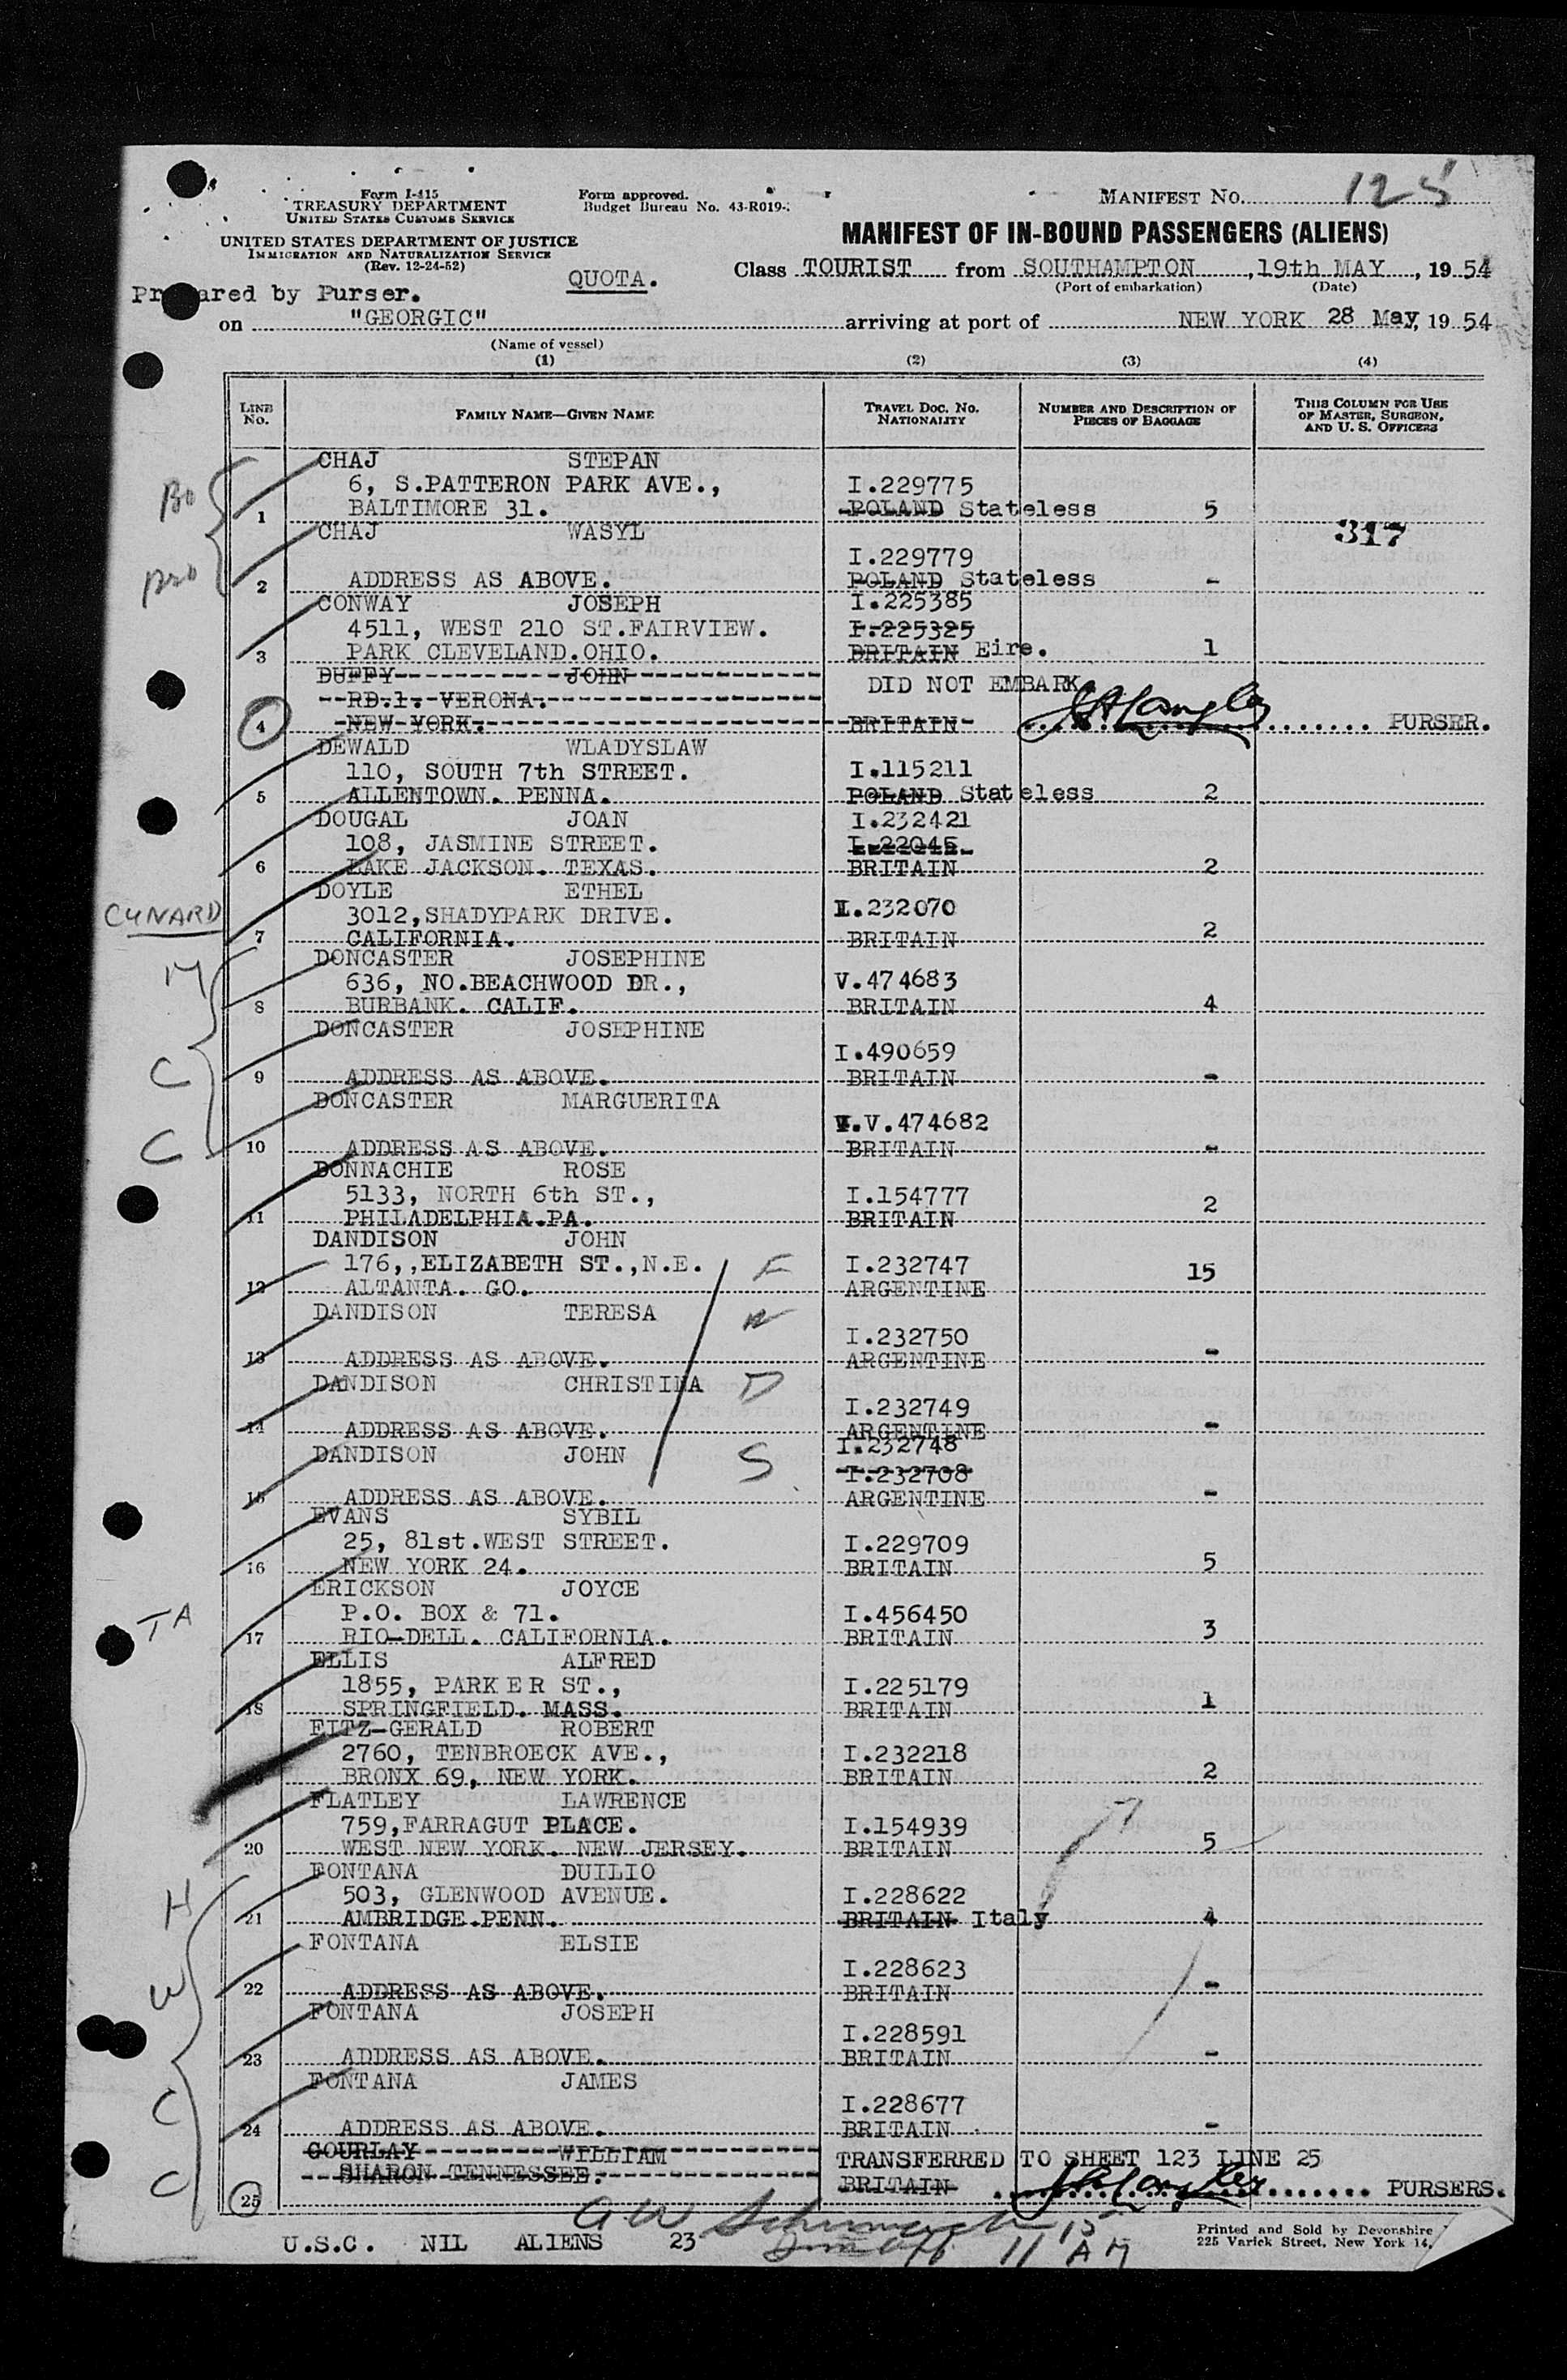 Form I-415
TREASURY DEPARTMENT
UNITED STATES CUSTOMS SERVICE
UNITED STATES DEPARTMENT OF JUSTICE
IMMIGRATION AND NATURALIZATION SERVICE
(Rev. 12-24-52)
Form approved.
Budget Bureau No. 43-R019-
MANIFEST NO. 125
MANIFEST OF IN-BOUND PASSENGERS (ALIENS)
QUOTA.
Class TOURIST from SOUTHAMPTON, 19th MAY, 1954
(Port of embarkation) (Date)
Prepared by Purser.
on "GEORGIC" arriving at port of NEW YORK 28 May, 1954
(Name of vessel)
(1) (2) (3) (4)
LINE NO. FAMILY NAME—GIVEN NAME TRAVEL DOC. NO. NATIONALITY NUMBER AND DESCRIPTION OF PIECES OF BAGGAGE THIS COLUMN FOR USE OF MASTER, SURGEON, AND U. S. OFFICERS
CHAJ STEPAN
6, S.PATTERON PARK AVE., I.229775
1 BALTIMORE 31. POLAND Stateless 5
CHAJ WASYL 317
I.229779
2 ADDRESS AS ABOVE. POLAND Stateless -
CONWAY JOSEPH I.225385
4511, WEST 210 ST.FAIRVIEW. I.225325
3 PARK CLEVELAND.OHIO. BRITAIN Eire. 1
DUFFY JOHN
RD.1. VERONA. DID NOT EMBARK
4 NEW YORK. BRITAIN PURSER.
DEWALD WLADYSLAW
110, SOUTH 7th STREET. I.115211
5 ALLENTOWN. PENNA. POLAND Stateless 2
DOUGAL JOAN I.232421
108, JASMINE STREET. I.22045
6 LAKE JACKSON. TEXAS. BRITAIN 2
DOYLE ETHEL
CUNARD
3012,SHADYPARK DRIVE. I.232070
7 CALIFORNIA. BRITAIN 2
DONCASTER JOSEPHINE
M
636, NO.BEACHWOOD DR., V.474683
8 BURBANK. CALIF. BRITAIN 4
DONCASTER JOSEPHINE
I.490659
C
9 ADDRESS AS ABOVE. BRITAIN -
DONCASTER MARGUERITA
V.474682
C
10 ADDRESS AS ABOVE. BRITAIN -
DONNACHIE ROSE
5133, NORTH 6th ST., I.154777
11 PHILADELPHIA.PA. BRITAIN 2
DANDISON JOHN
176,,ELIZABETH ST.,N.E. I.232747
12 ALTANTA. GO. ARGENTINE 15
DANDISON TERESA
I.232750
13 ADDRESS AS ABOVE. ARGENTINE -
DANDISON CHRISTINA D
I.232749
14 ADDRESS AS ABOVE. ARGENTINE -
DANDISON JOHN S I.232748
I.232708
15 ADDRESS AS ABOVE. ARGENTINE -
EVANS SYBIL
25, 81st.WEST STREET. I.229709
16 NEW YORK 24. BRITAIN 5
ERICKSON JOYCE
TA
P.O. BOX & 71. I.456450
17 RIO-DELL. CALIFORNIA. BRITAIN 3
ELLIS ALFRED
1855, PARKER ST., I.225179
18 SPRINGFIELD. MASS. BRITAIN 1
FITZ-GERALD ROBERT
2760, TENBROECK AVE., I.232218
BRONX 69, NEW YORK. BRITAIN 2
FLATLEY LAWRENCE
759,FARRAGUT PLACE. I.154939
20 WEST NEW YORK. NEW JERSEY. BRITAIN 5
FONTANA DUILIO
H
503, GLENWOOD AVENUE. I.228622
21 AMBRIDGE.PENN. BRITAIN Italy 4
FONTANA ELSIE
I.228623
W
22 ADDRESS AS ABOVE. BRITAIN -
FONTANA JOSEPH
I.228591
23 ADDRESS AS ABOVE. BRITAIN -
FONTANA JAMES
C
I.228677
24 ADDRESS AS ABOVE. BRITAIN -
GOURLAY WILLIAM TRANSFERRED TO SHEET 123 LINE 25
SHARON TENNESSEE.
C
25 BRITAIN PURSERS.
U.S.C. NIL ALIENS 23
Printed and Sold by Devonshire
225 Varick Street, New York 14,